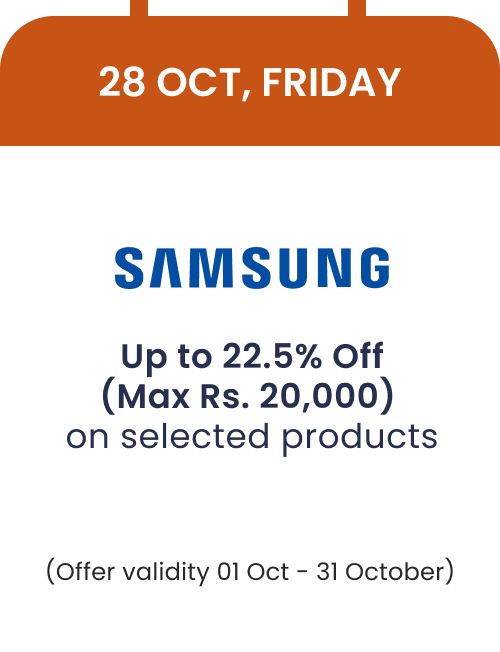 28 OCT, FRIDAY
SAMSUNG
Up to 22.5% Off
(Max Rs. 20,000)
on selected products
(Offer validity 01 Oct - 31 October)